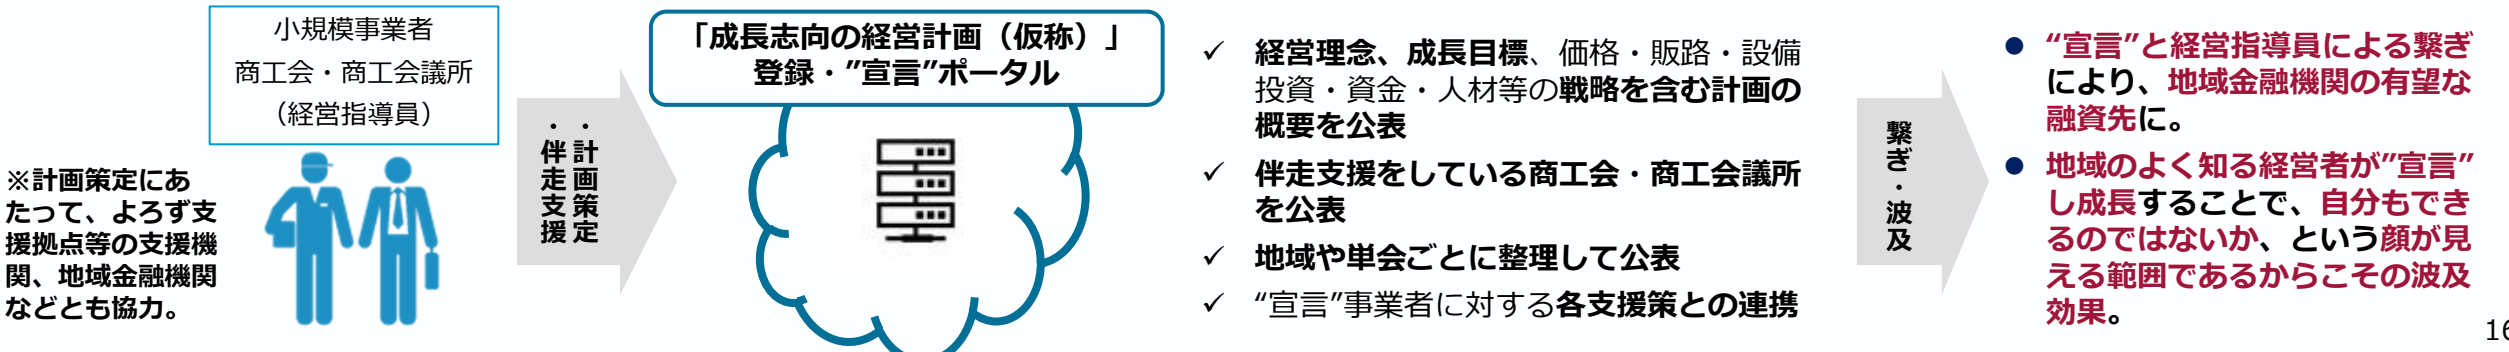 小規模事業者
商工会・商工会議所
（経営指導員）
※計画策定にあ
たって、よろず支
援拠点等の支援機
関、地域金融機関
などとも協力。
・計画策定
・伴走支援
「成長志向の経営計画（仮称）」
登録・”宣言”ポータル
✓ 経営理念、成長目標、価格・販路・設備
投資・資金・人材等の戦略を含む計画の
概要を公表
✓ 伴走支援をしている商工会・商工会議所
を公表
✓ 地域や単会ごとに整理して公表
✓ “宣言”事業者に対する各支援策との連携
繋ぎ・波及
● “宣言”と経営指導員による繋ぎ
により、地域金融機関の有望な
融資先に。
● 地域のよく知る経営者が”宣言”
し成長することで、自分もでき
るのではないか、という顔が見
える範囲であるからこその波及
効果。
16